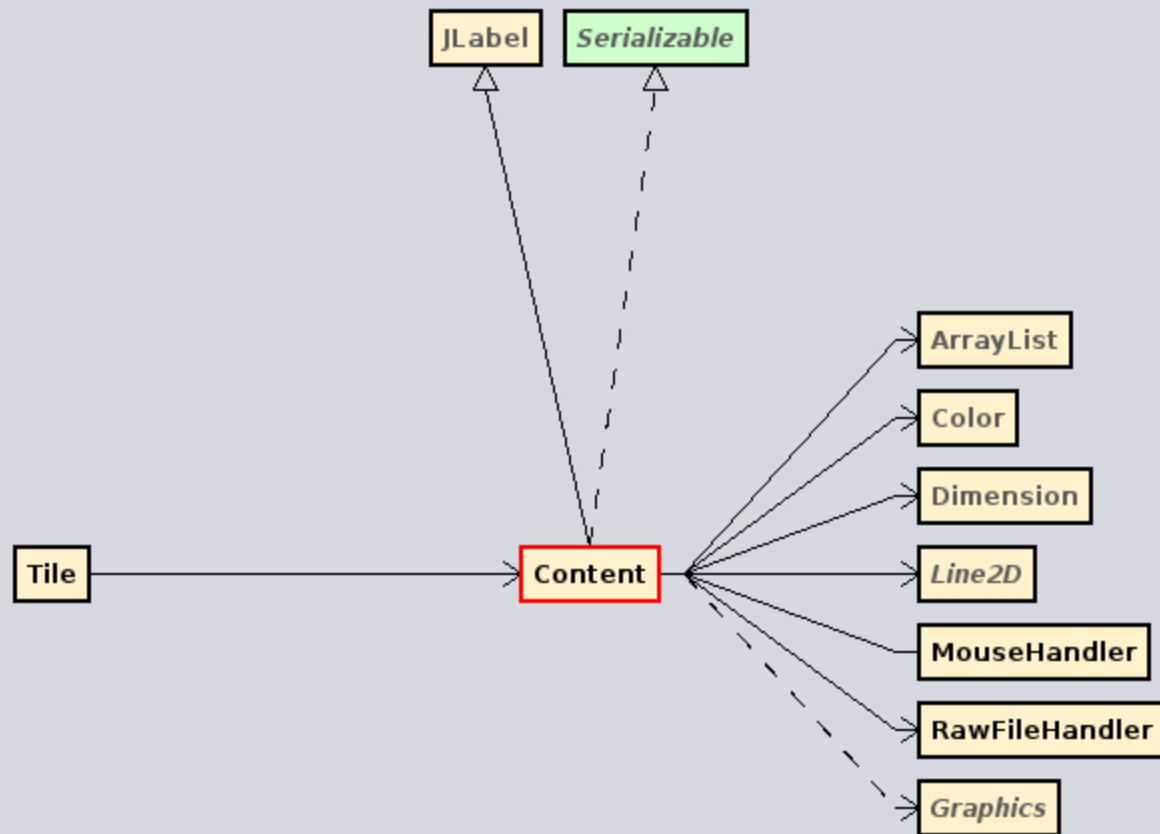 JLabel
Serializable
ArrayList
Color
Dimension
Tile
Content
Line2D
MouseHandler
RawFileHandler
Graphics